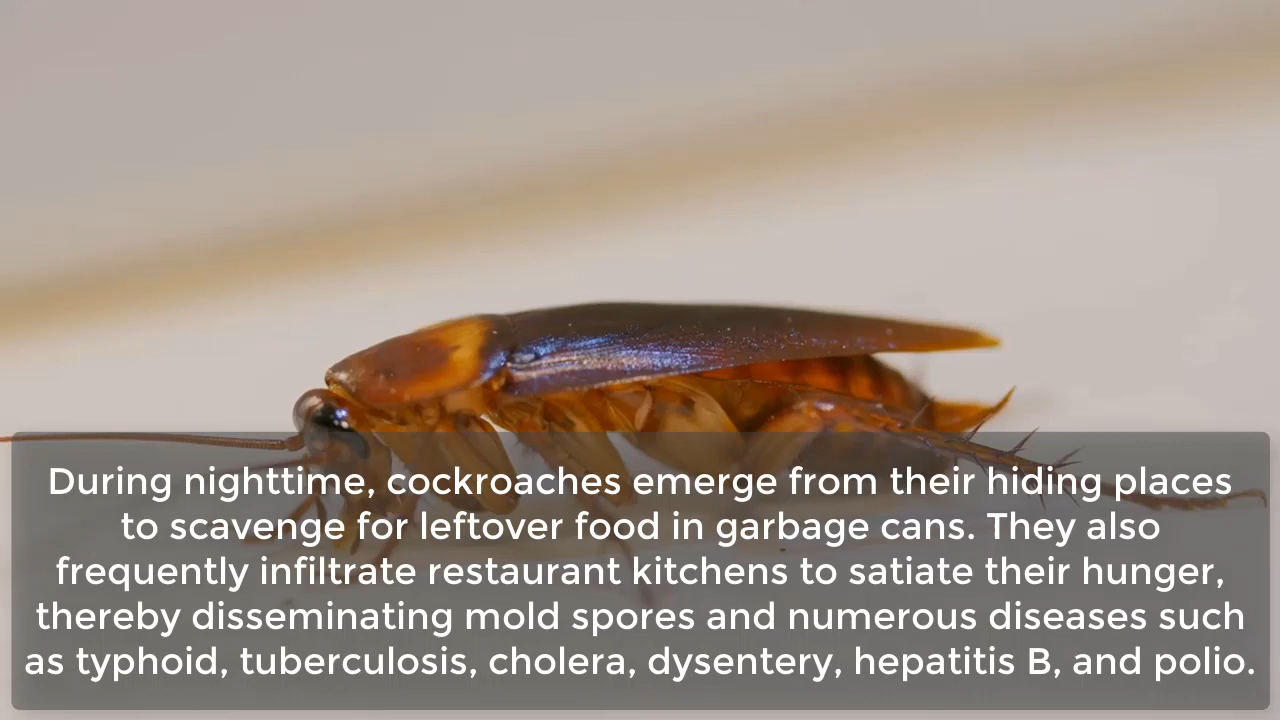 During nighttime, cockroaches emerge from their hiding places
to scavenge for leftover food in garbage cans. They also
frequently infiltrate restaurant kitchens to satiate their hunger,
thereby disseminating mold spores and numerous diseases such
as typhoid, tuberculosis, cholera, dysentery, hepatitis B, and polio.